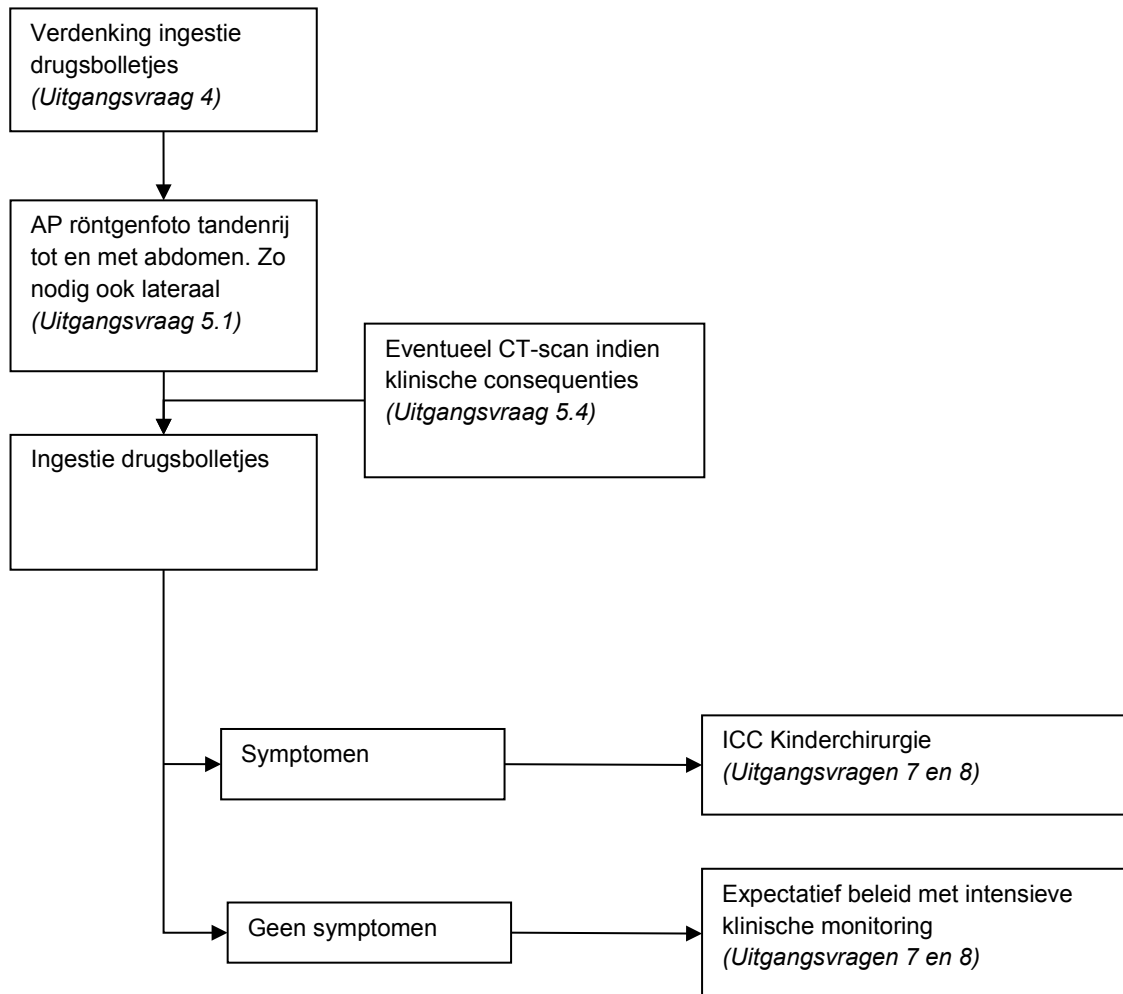 Verdenking ingestie
drugsbolletjes
(Uitgangsvraag 4)
AP röntgenfoto tandenrij
tot en met abdomen. Zo
nodig ook lateraal
(Uitgangsvraag 5.1)
Eventueel CT-scan indien
klinische consequenties
(Uitgangsvraag 5.4)
Ingestie drugsbolletjes
Symptomen
ICC Kinderchirurgie
(Uitgangsvragen 7 en 8)
Geen symptomen
Expectatief beleid met intensieve
klinische monitoring
(Uitgangsvragen 7 en 8)